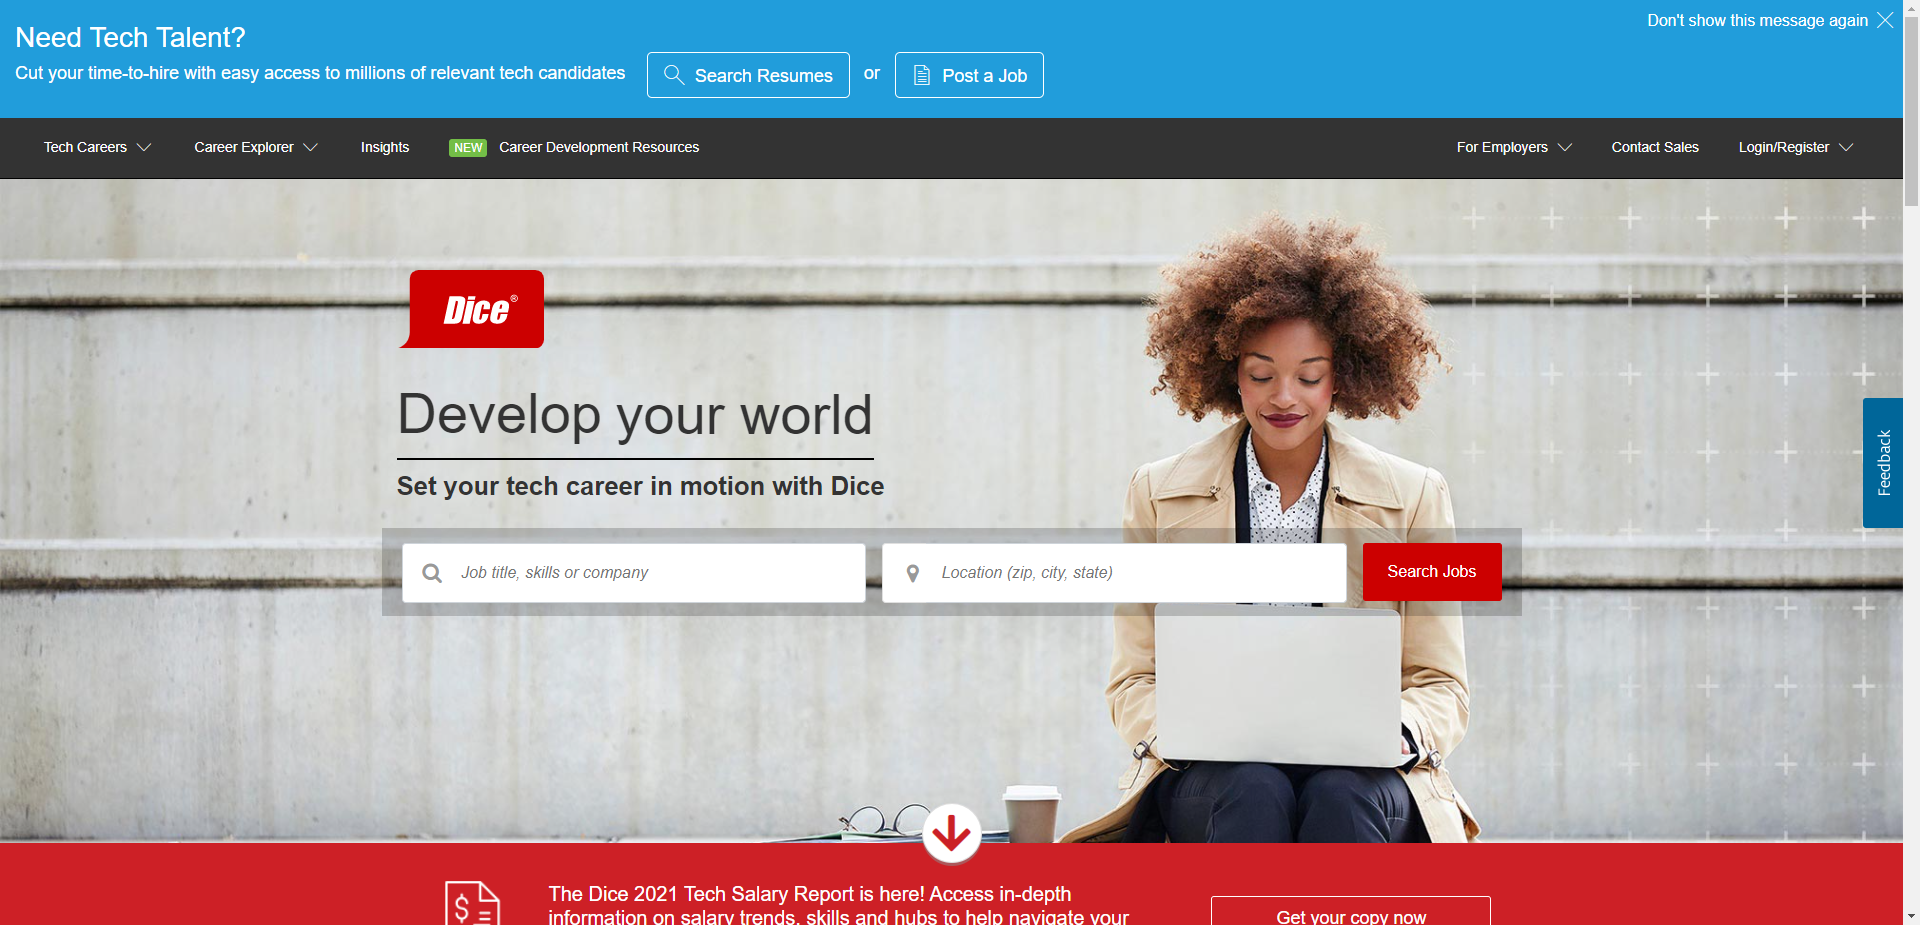 Don't show this message again
Need Tech Talent?
Cut your time-to-hire with easy access to millions of relevant tech candidates
Search Resumes
or
Post a Job
Tech Careers
Career Explorer
Insights
NEW
Career Development Resources
For Employers
Contact Sales
Login/Register
Dice®
Develop your world
Set your tech career in motion with Dice
Job title, skills or company
Location (zip, city, state)
Search Jobs
Feedback
The Dice 2021 Tech Salary Report is here! Access in-depth
information on salary trends, skills and hubs to help navigate your
Get your copy now